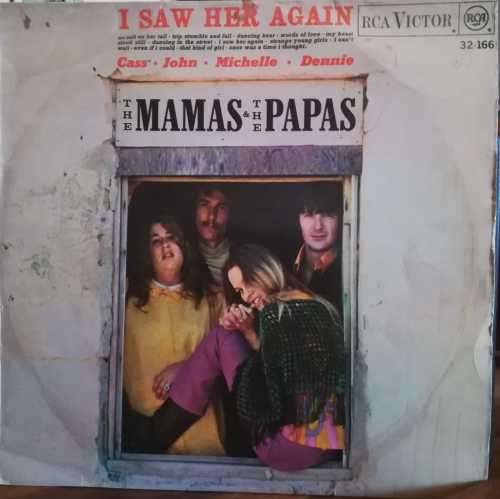 I SAW HER AGAIN
no salt on her tail · trip stumble and fall · dancing bear · words of love · my heart
stood still · dancing in the street · i saw her again · strange young girls · I can't
wait · even if i could · that kind of girl · once was a time i thought.
Cass · John · Michelle · Dennie
THE MAMAS & THE PAPAS
RCA VICTOR
RCA
32-166